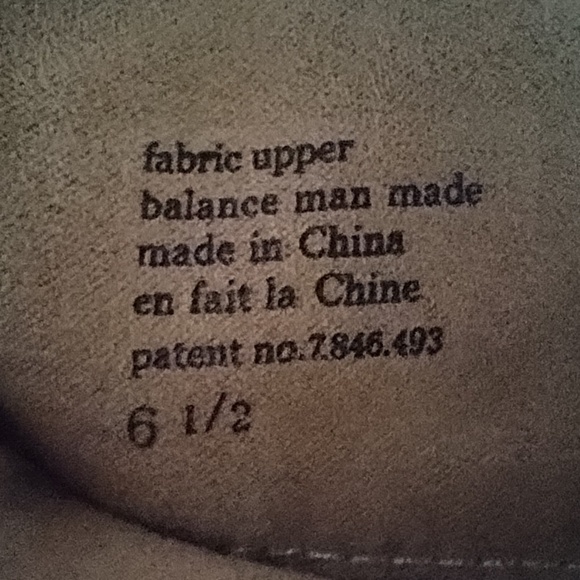 fabric upper
balance man made
made in China
en fait la Chine
patent no.7.846.493
6 1/2